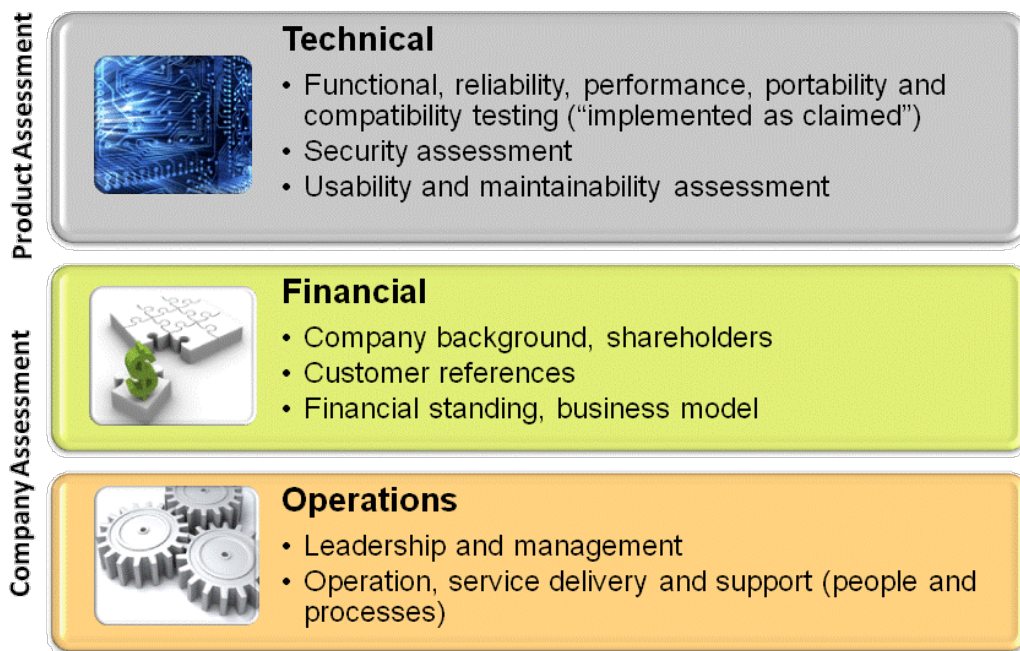 Product Assessment
Technical
• Functional, reliability, performance, portability and
compatibility testing (“implemented as claimed”)
• Security assessment
• Usability and maintainability assessment
Company Assessment
Financial
• Company background, shareholders
• Customer references
• Financial standing, business model
$
Operations
• Leadership and management
• Operation, service delivery and support (people and
processes)